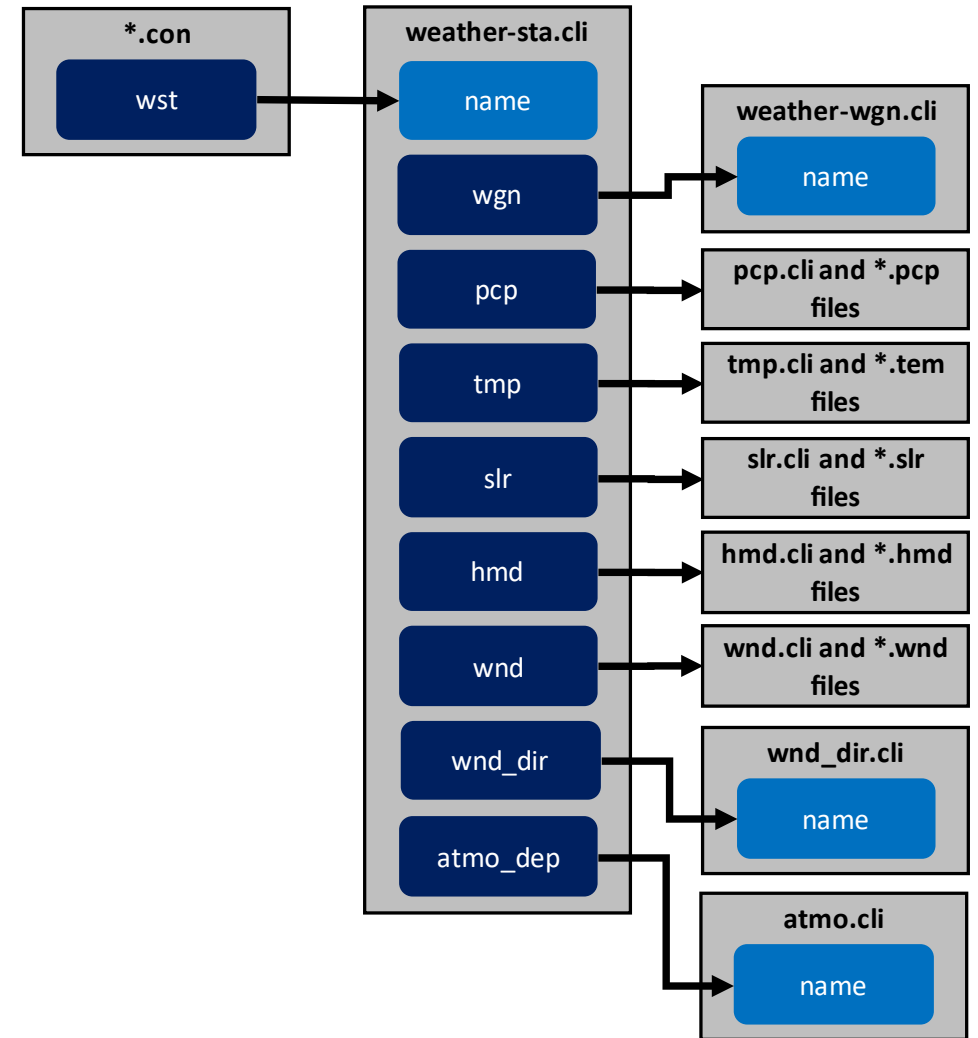 *.con
wst
weather-sta.cli
name
wgn
pcp
tmp
slr
hmd
wnd
wnd_dir
atmo_dep
weather-wgn.cli
name
pcp.cli and *.pcp
files
tmp.cli and *.tem
files
slr.cli and *.slr
files
hmd.cli and *.hmd
files
wnd.cli and *.wnd
files
wnd_dir.cli
name
atmo.cli
name